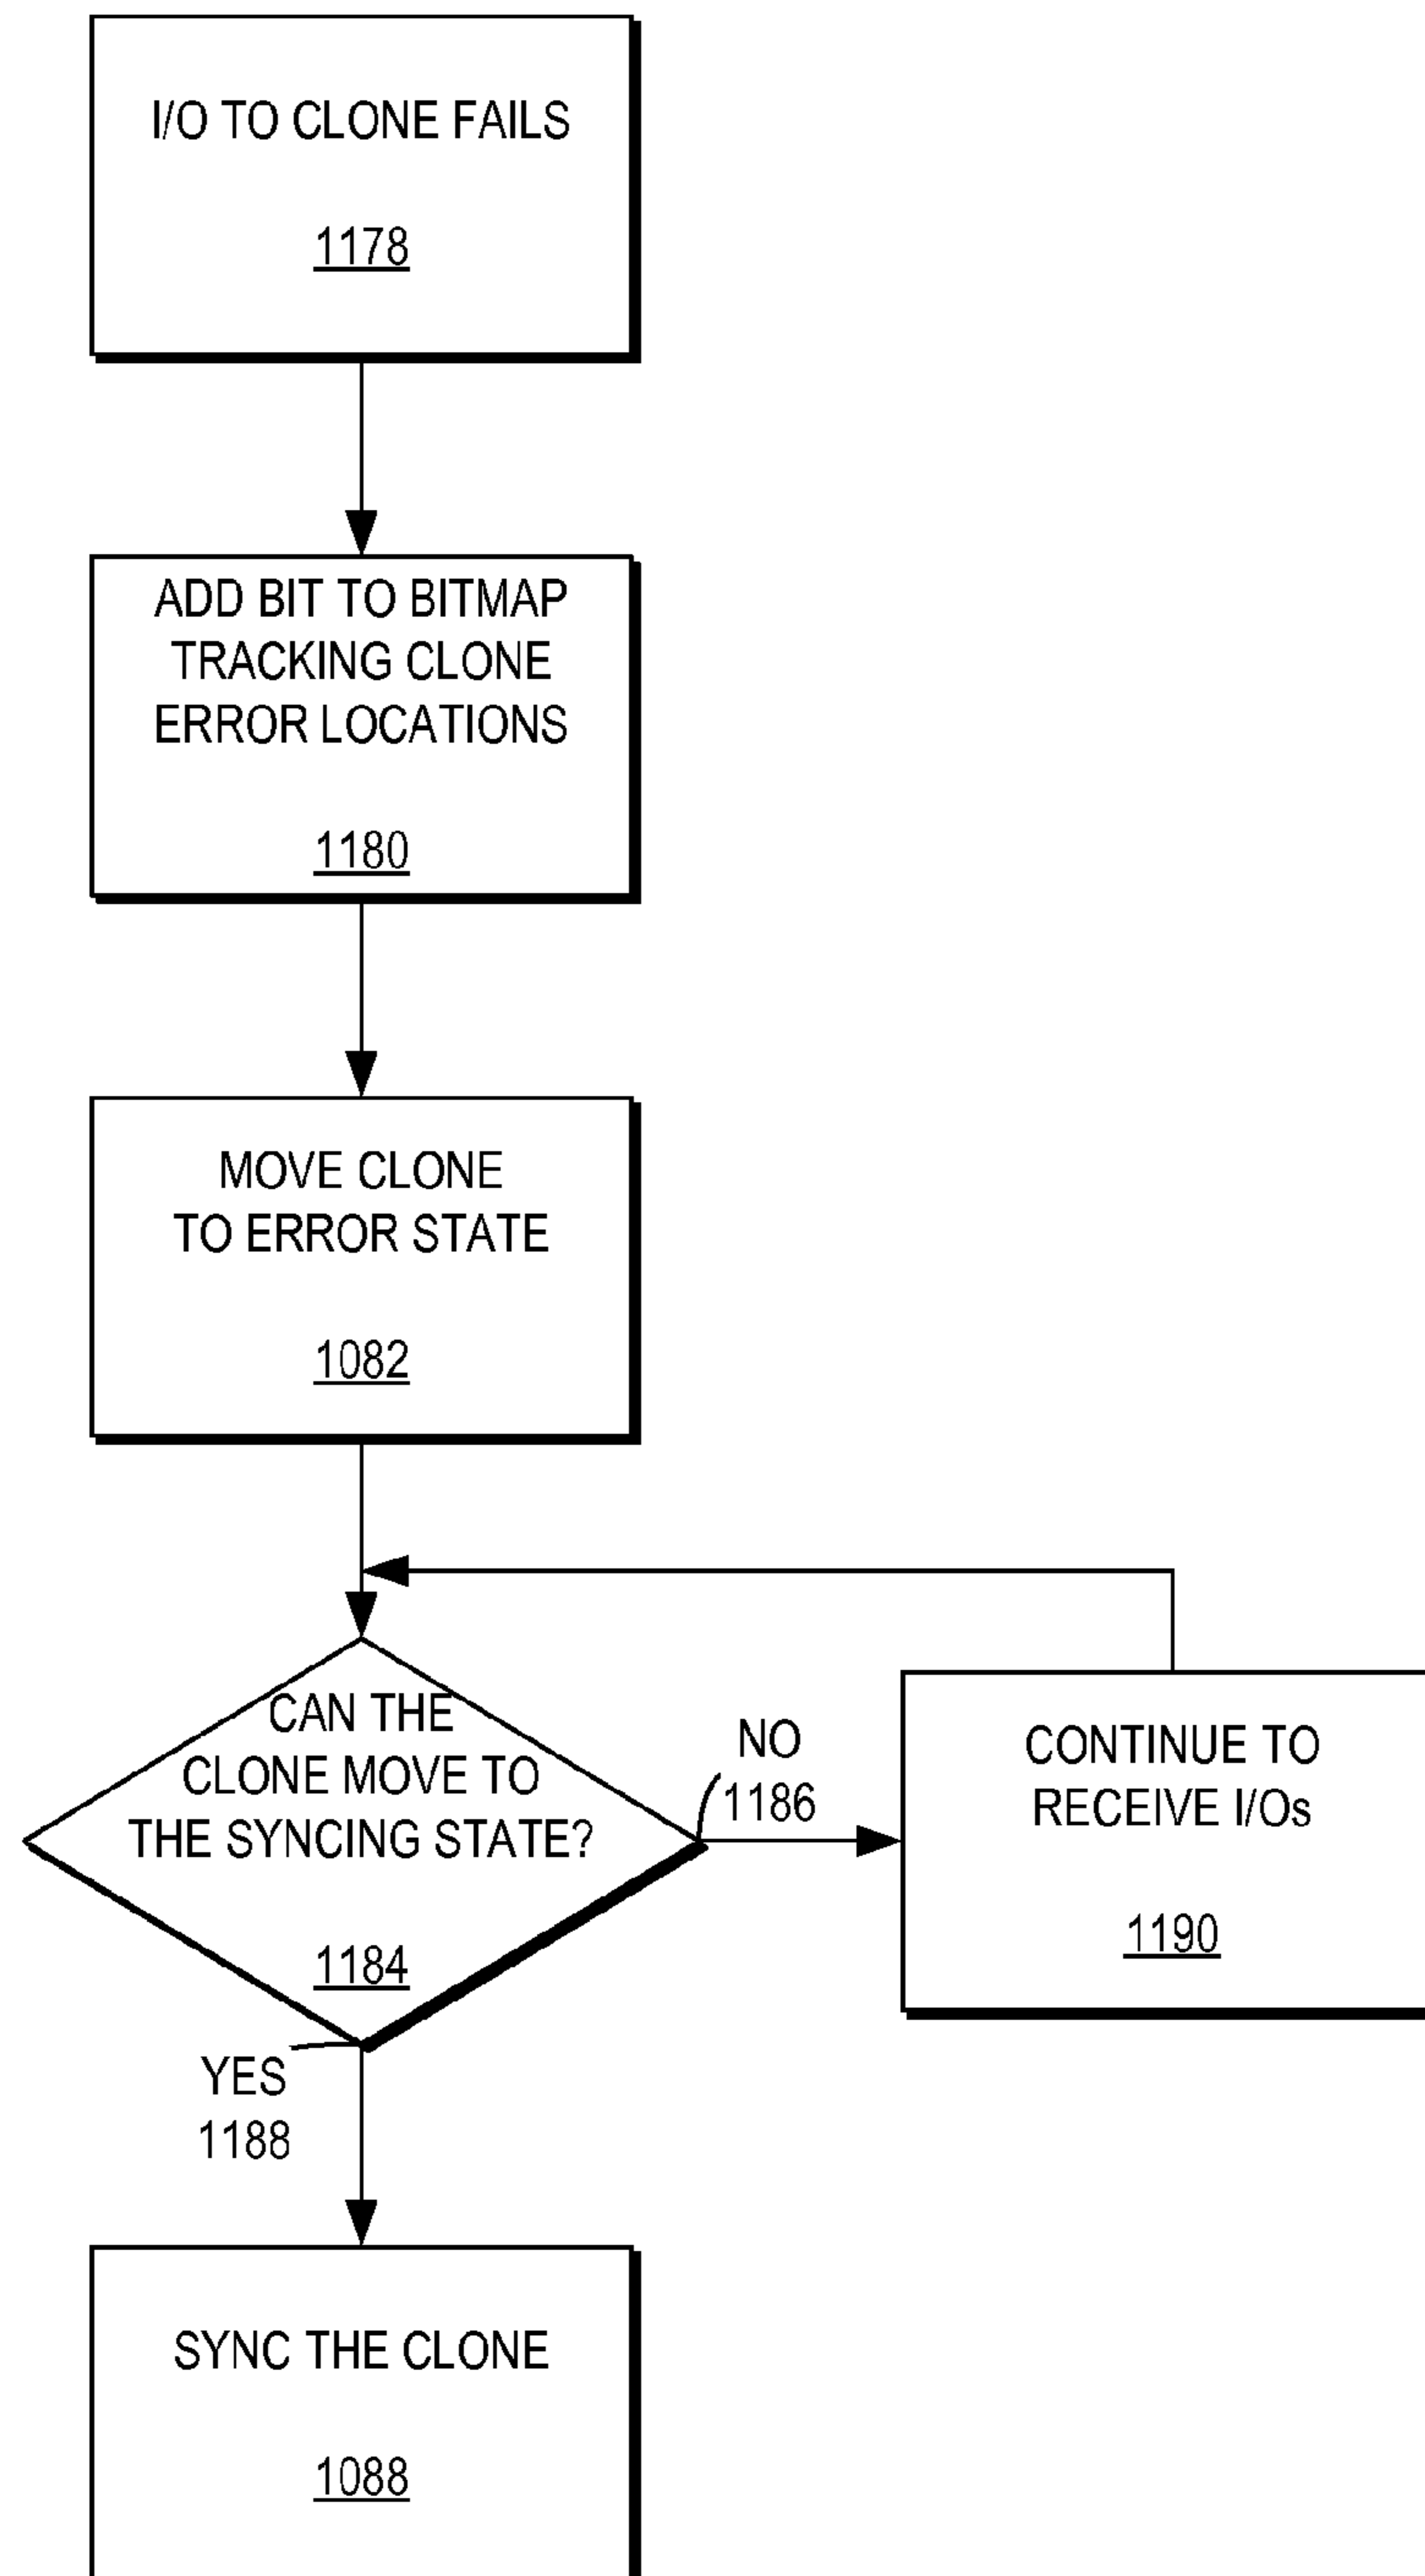 I/O TO CLONE FAILS
1178
ADD BIT TO BITMAP
TRACKING CLONE
ERROR LOCATIONS
1180
MOVE CLONE
TO ERROR STATE
1082
CAN THE
CLONE MOVE TO
THE SYNCING STATE?
1184
NO
1186
CONTINUE TO
RECEIVE I/Os
1190
YES
1188
SYNC THE CLONE
1088